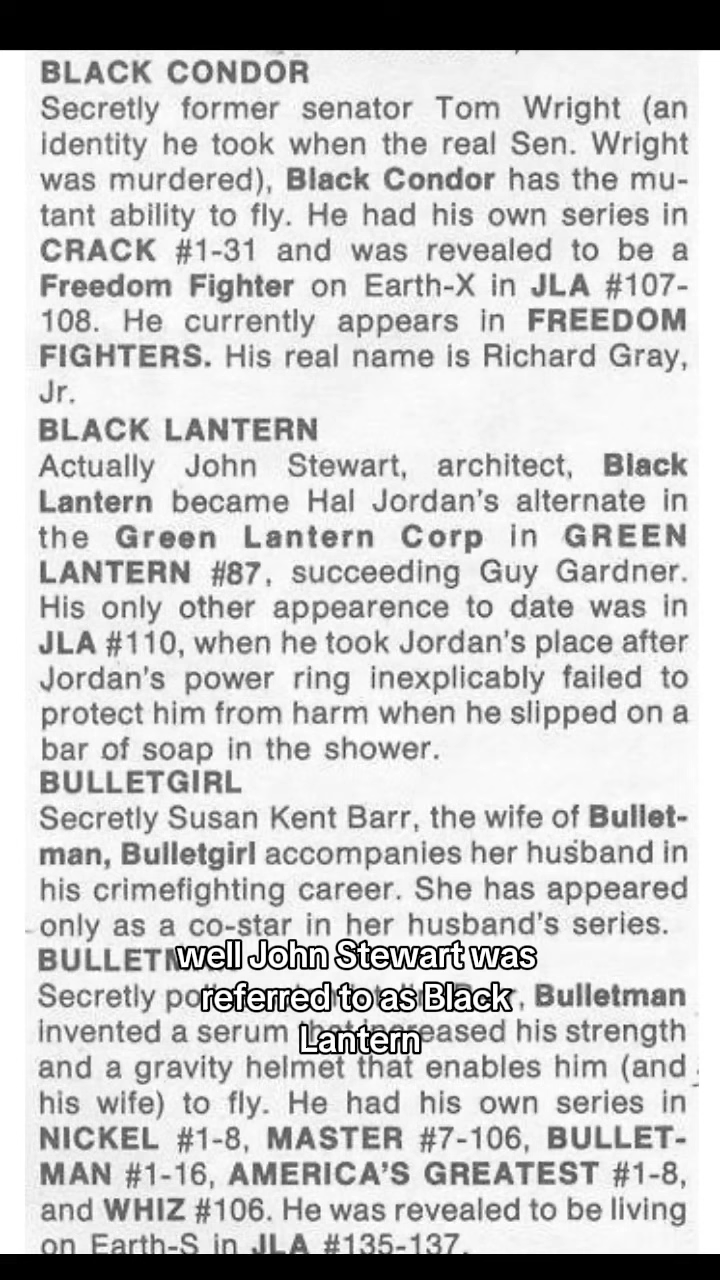 BLACK CONDOR
Secretly former senator Tom Wright (an
identity he took when the real Sen. Wright
was murdered), Black Condor has the mu-
tant ability to fly. He had his own series in
CRACK #1-31 and was revealed to be a
Freedom Fighter on Earth-X in JLA #107-
108. He currently appears in FREEDOM
FIGHTERS. His real name is Richard Gray,
Jr.
BLACK LANTERN
Actually John Stewart, architect, Black
Lantern became Hal Jordan's alternate in
the Green Lantern Corp in GREEN
LANTERN #87, succeeding Guy Gardner.
His only other appearence to date was in
JLA #110, when he took Jordan's place after
Jordan's power ring inexplicably failed to
protect him from harm when he slipped on a
bar of soap in the shower.
BULLETGIRL
Secretly Susan Kent Barr, the wife of Bullet-
man, Bulletgirl accompanies her husband in
his crimefighting career. She has appeared
only as a co-star in her husband's series.
well John Stewart was
referred to as Black
Lantern
Secretly Bulletman
invented a serum his strength
and a gravity helmet that enables him (and
his wife) to fly. He had his own series in
NICKEL #1-8, MASTER #7-106, BULLET-
MAN #1-16, AMERICA'S GREATEST #1-8,
and WHIZ #106. He was revealed to be living
on Earth-S in JLA #135-137.